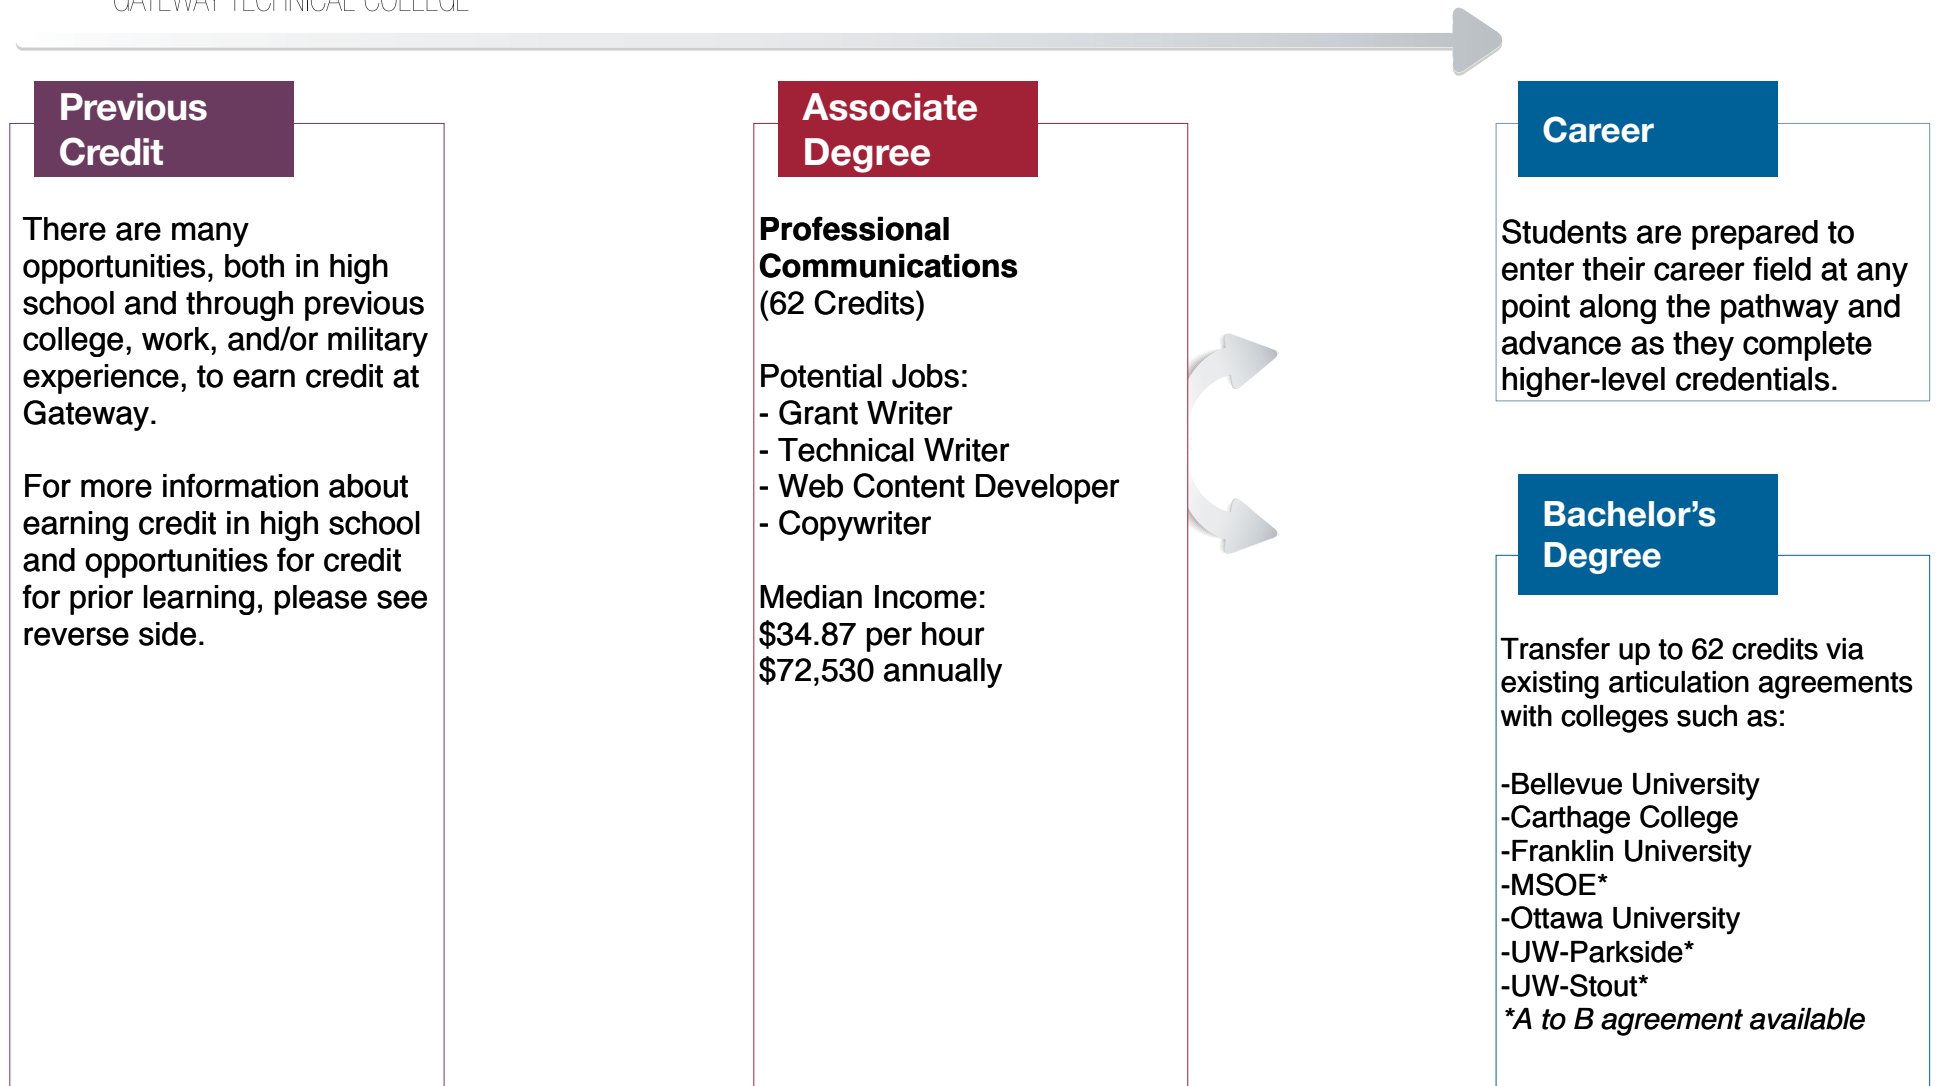 GATEWAY TECHNICAL COLLEGE
Previous
Credit
There are many
opportunities, both in high
school and through previous
college, work, and/or military
experience, to earn credit at
Gateway.
For more information about
earning credit in high school
and opportunities for credit
for prior learning, please see
reverse side.
Associate
Degree
Professional
Communications
(62 Credits)
Potential Jobs:
- Grant Writer
- Technical Writer
- Web Content Developer
- Copywriter
Median Income:
$34.87 per hour
$72,530 annually
Career
Students are prepared to
enter their career field at any
point along the pathway and
advance as they complete
higher-level credentials.
Bachelor’s
Degree
Transfer up to 62 credits via
existing articulation agreements
with colleges such as:
-Bellevue University
-Carthage College
-Franklin University
-MSOE*
-Ottawa University
-UW-Parkside*
-UW-Stout*
*A to B agreement available